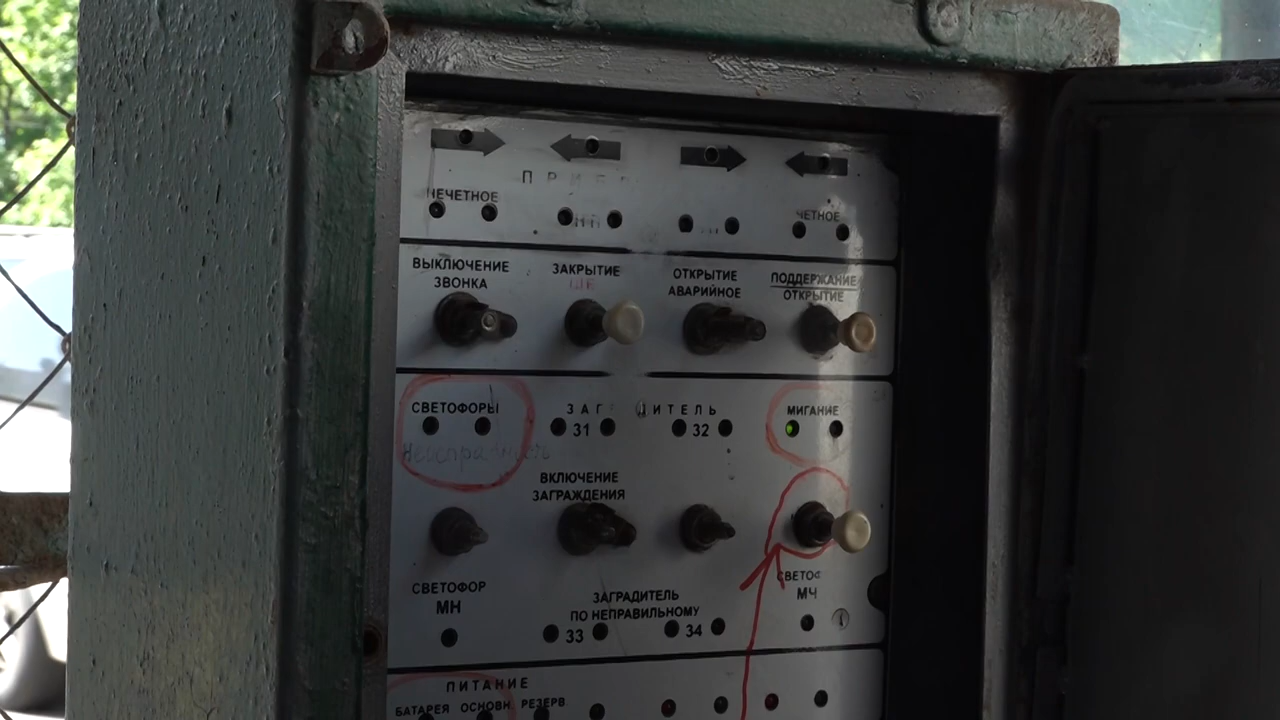 НЕЧЕТНОЕ
ЧЕТНОЕ
ВЫКЛЮЧЕНИЕ
ЗВОНКА
ЗАКРЫТИЕ
ОТКРЫТИЕ
АВАРИЙНОЕ
ПОДДЕРЖАНИЕ
ОТКРЫТИЕ
СВЕТОФОРЫ
31
32
МИГАНИЕ
ВКЛЮЧЕНИЕ
ЗАГРАЖДЕНИЯ
СВЕТОФОР
МН
ЗАГРАДИТЕЛЬ
ПО НЕПРАВИЛЬНОМУ
33
34
МЧ
ПИТАНИЕ
БАТАРЕЯ ОСНОВН. РЕЗЕРВ